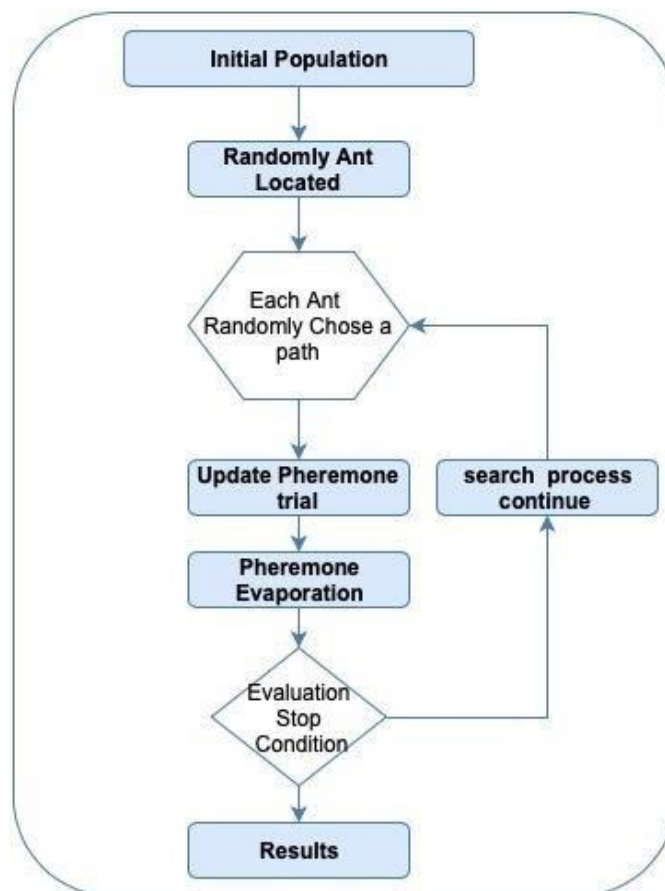 Initial Population
Randomly Ant
Located
Each Ant
Randomly Chose a
path
Update Pheremone
trial
search process
continue
Pheremone
Evaporation
Evaluation
Stop
Condition
Results